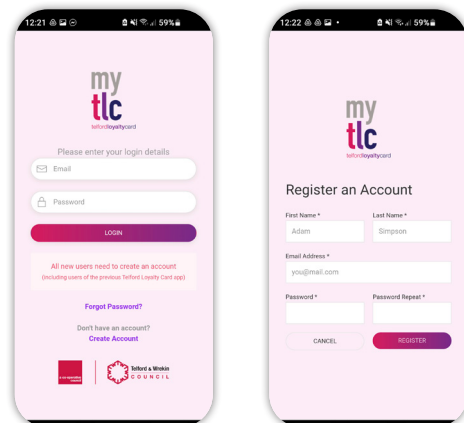 12:21 59%
my
tlc
telfordloyaltycard
Please enter your login details
Email
Password
LOGIN
All new users need to create an account
(including users of the previous Telford Loyalty Card app)
Forgot Password?
Don't have an account?
Create Account
a co-operative council
Telford & Wrekin
COUNCIL
12:22 59%
my
tlc
telfordloyaltycard
Register an Account
First Name * Last Name *
Adam Simpson
Email Address *
you@mail.com
Password * Password Repeat *
CANCEL REGISTER